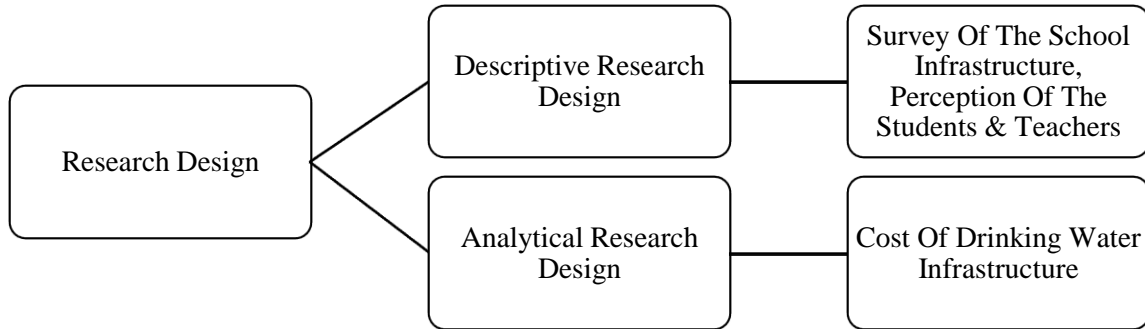 Research Design
Descriptive Research
Design
Survey Of The School
Infrastructure,
Perception Of The
Students & Teachers
Analytical Research
Design
Cost Of Drinking Water
Infrastructure